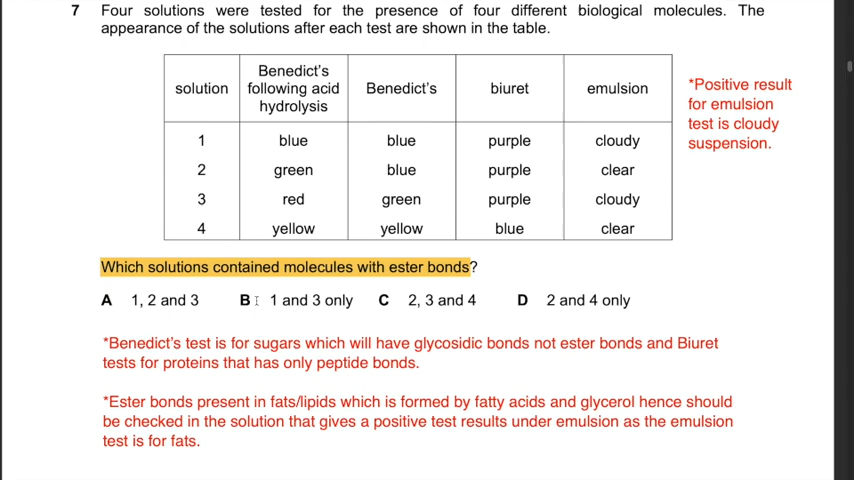 7 Four solutions were tested for the presence of four different biological molecules. The
appearance of the solutions after each test are shown in the table.
solution Benedict's following acid hydrolysis Benedict's biuret emulsion
1 blue blue purple cloudy
2 green blue purple clear
3 red green purple cloudy
4 yellow yellow blue clear
*Positive result
for emulsion
test is cloudy
suspension.
Which solutions contained molecules with ester bonds?
A 1, 2 and 3 B 1 and 3 only C 2, 3 and 4 D 2 and 4 only
*Benedict's test is for sugars which will have glycosidic bonds not ester bonds and Biuret
tests for proteins that has only peptide bonds.
*Ester bonds present in fats/lipids which is formed by fatty acids and glycerol hence should
be checked in the solution that gives a positive test results under emulsion as the emulsion
test is for fats.